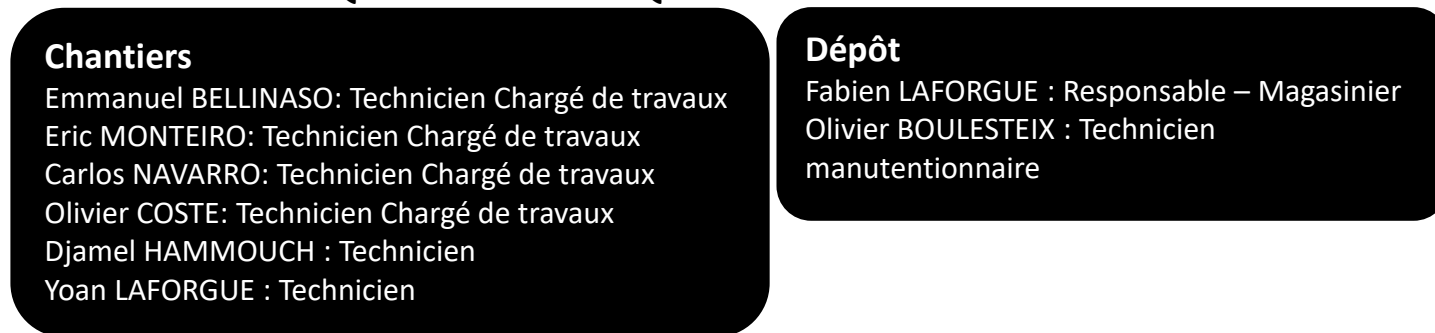 Chantiers
Emmanuel BELLINASO: Technicien Chargé de travaux
Eric MONTEIRO: Technicien Chargé de travaux
Carlos NAVARRO: Technicien Chargé de travaux
Olivier COSTE: Technicien Chargé de travaux
Djamel HAMMOUCH : Technicien
Yoan LAFORGUE : Technicien
Dépôt
Fabien LAFORGUE : Responsable – Magasinier
Olivier BOULESTEIX : Technicien
manutentionnaire